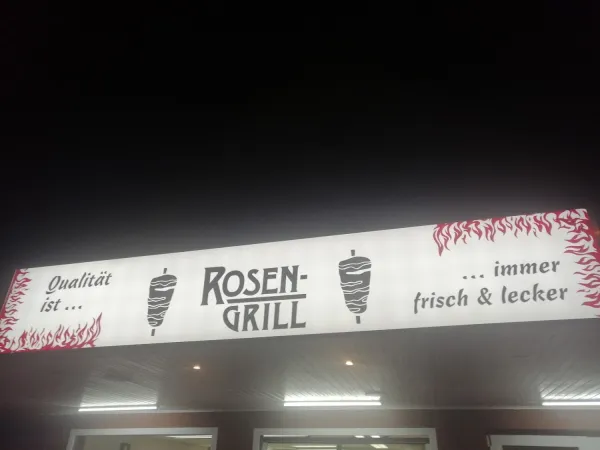 Qualität
ist ...
ROSEN-
GRILL
... immer
frisch & lecker